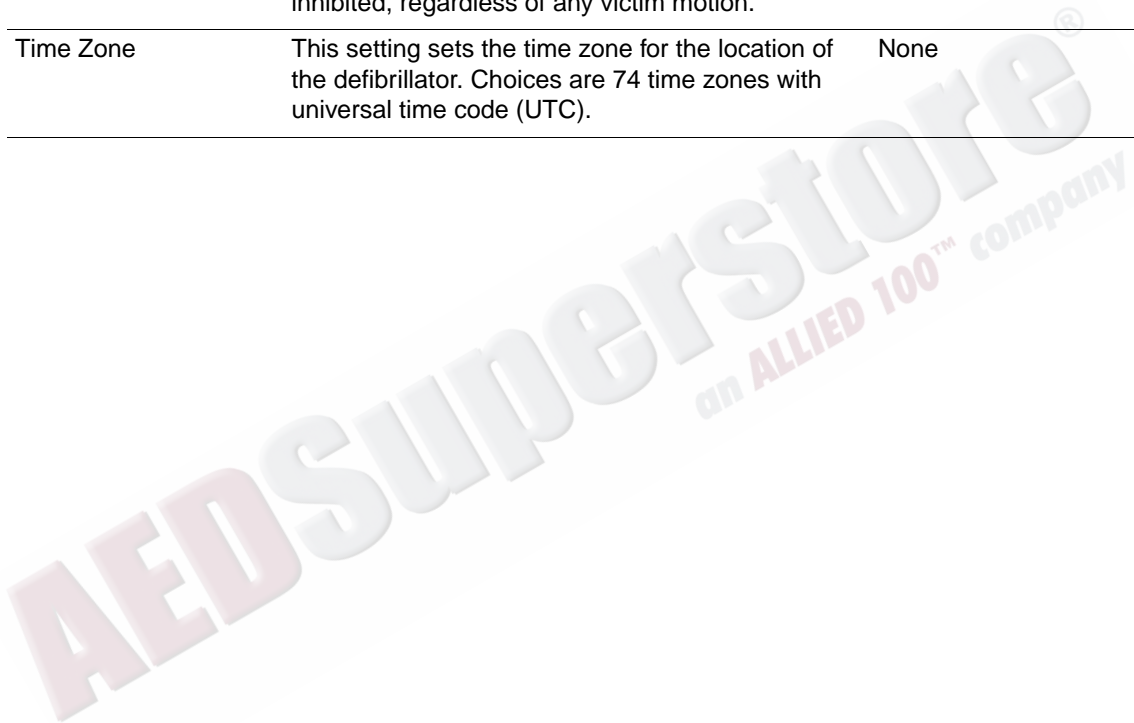 inhibited, regardless of any victim motion.
Time Zone This setting sets the time zone for the location of None
the defibrillator. Choices are 74 time zones with
universal time code (UTC).
AEDSuperstore®
an ALLIED 100™ company